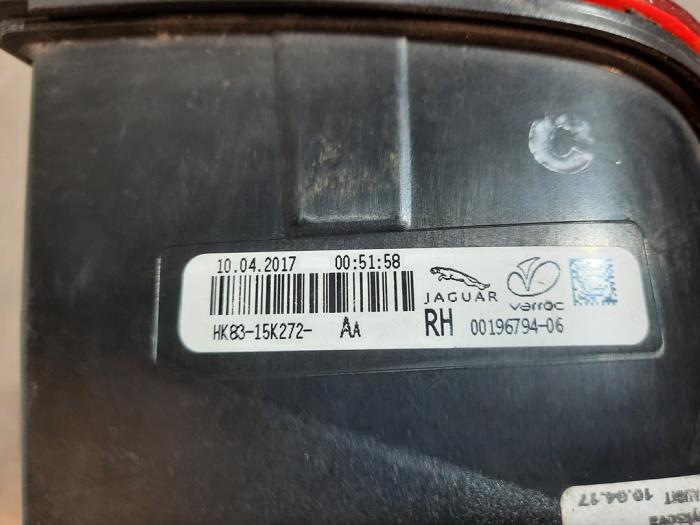 C
10.04.2017 00:51:58
JAGUAR varroc
HK83-15K272- AA RH 00196794-06
10.04.17